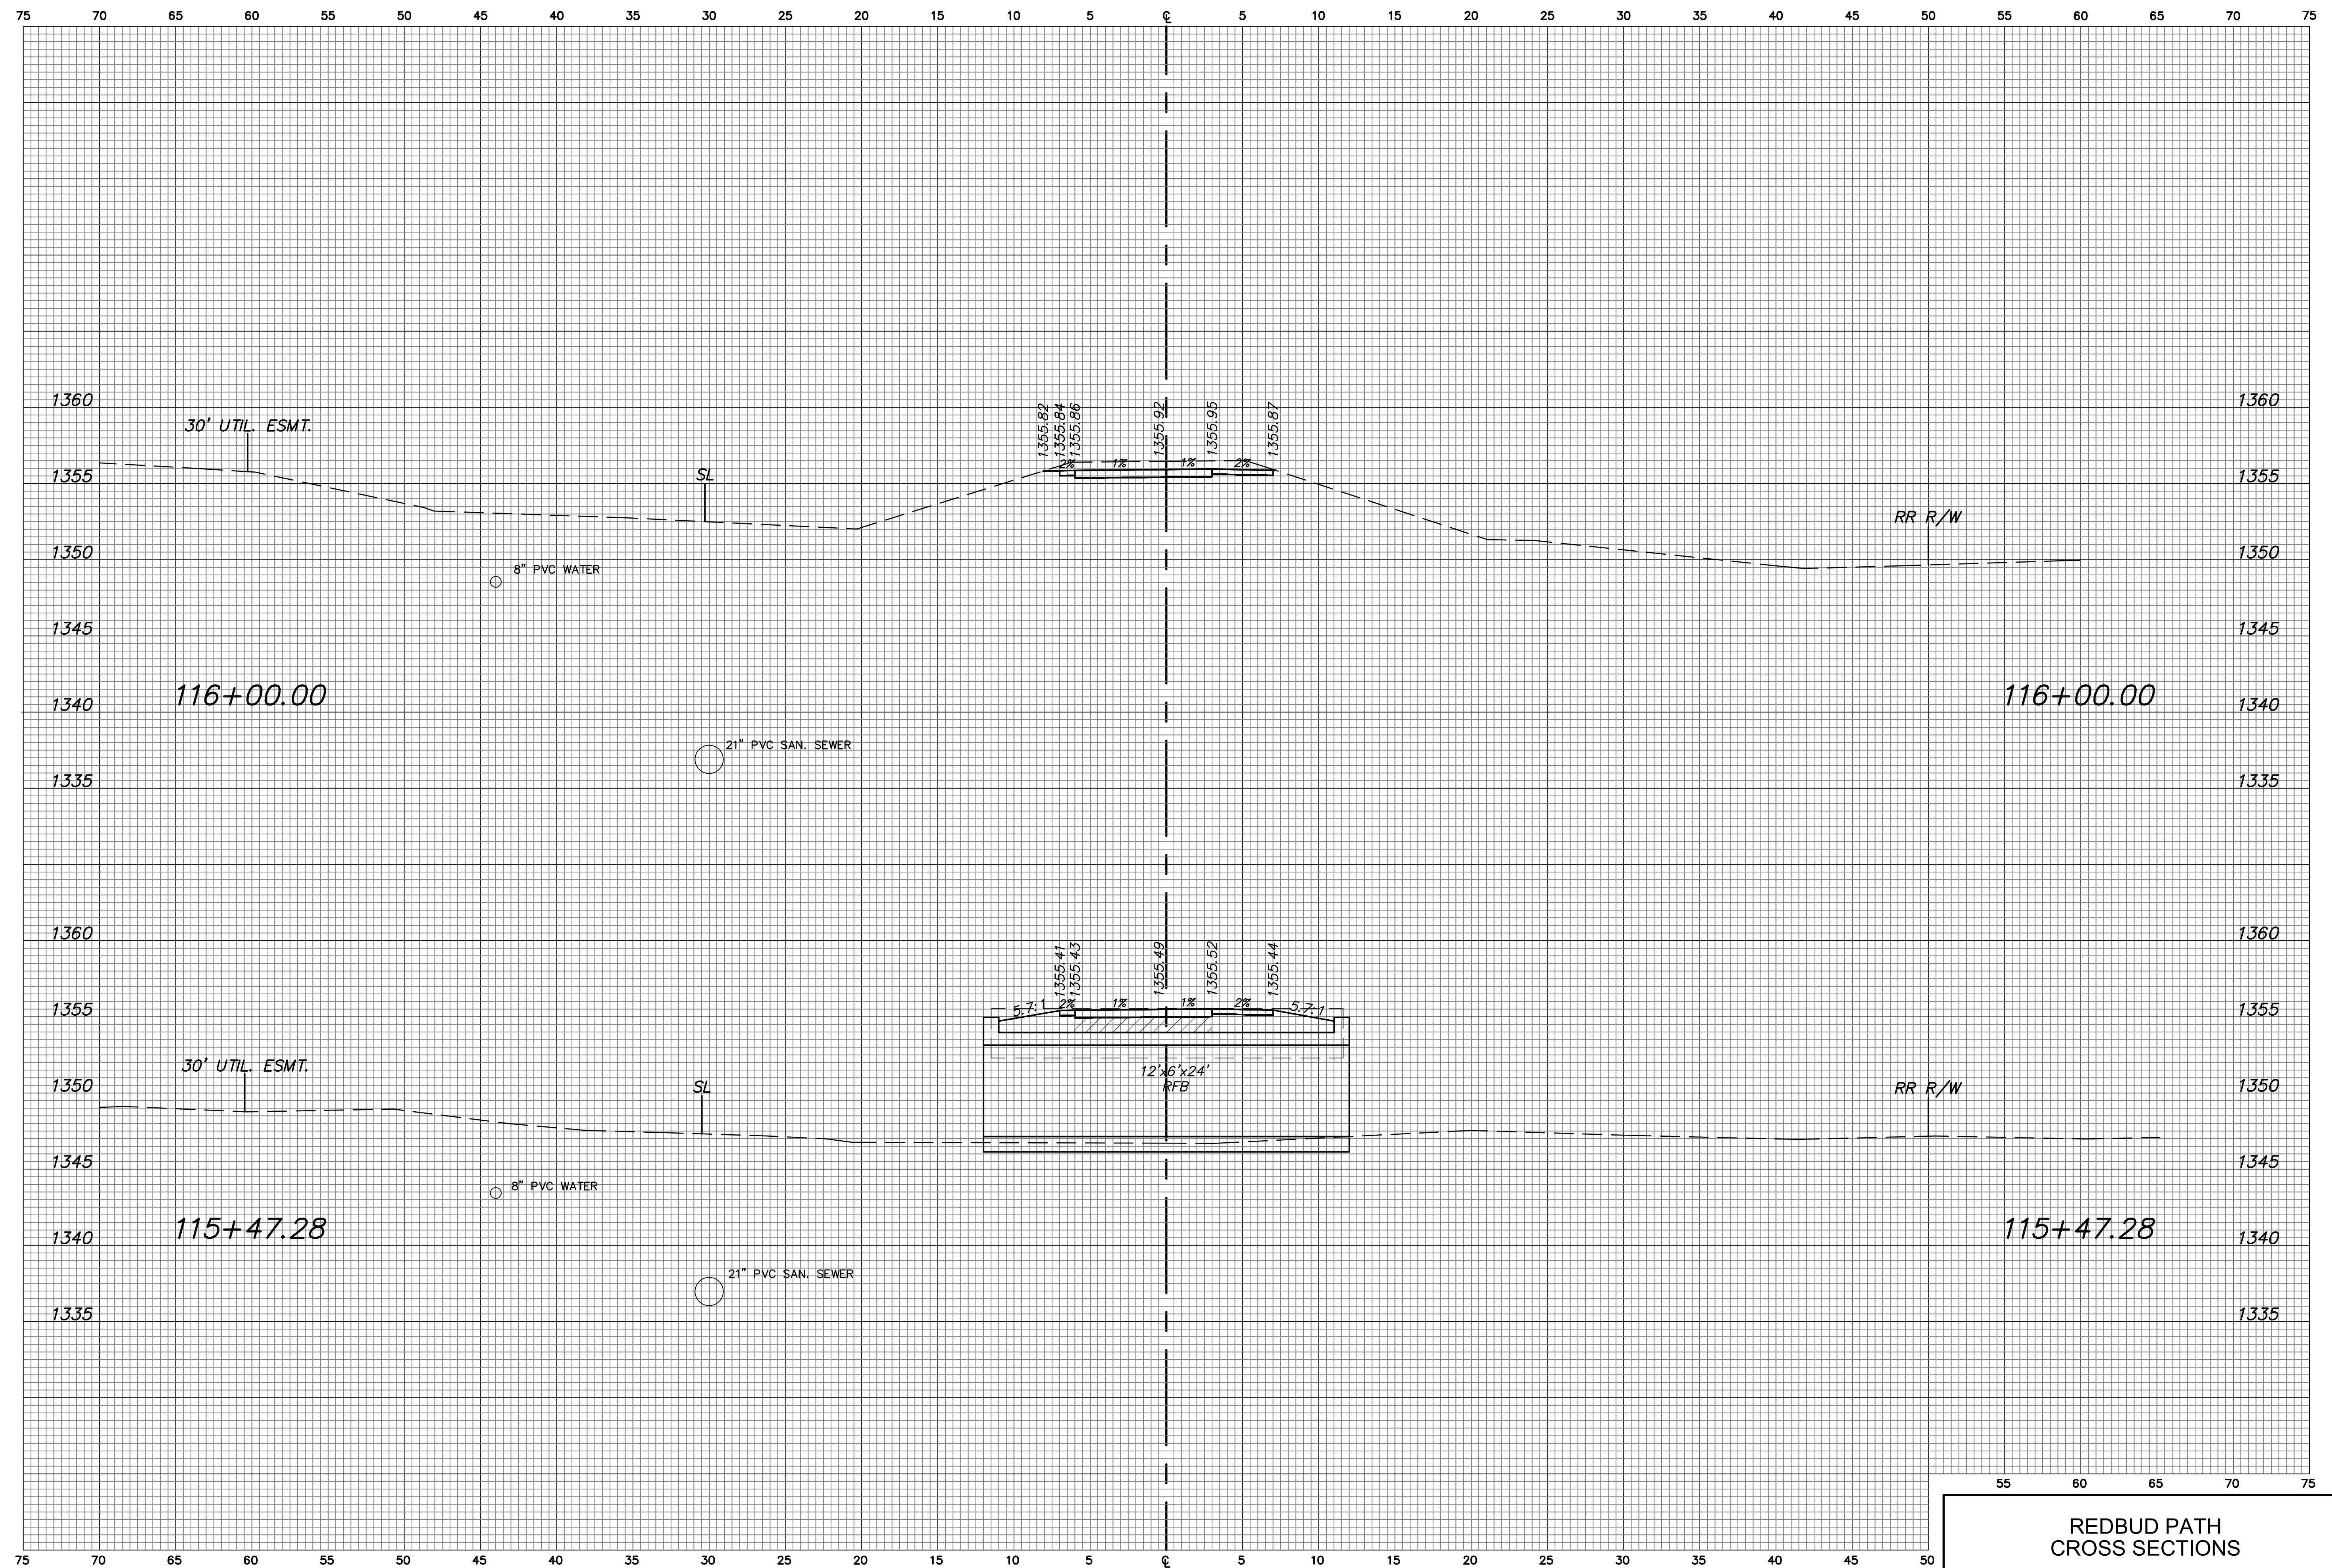 75 70 65 60 55 50 45 40 35 30 25 20 15 10 5 ℄ 5 10 15 20 25 30 35 40 45 50 55 60 65 70 75
1360 1360
30' UTIL. ESMT.
1355.82 1355.84 1355.86 1355.92 1355.95 1355.87
2% 1% 1% 2%
SL
1355 1355
RR R/W
1350 1350
8" PVC WATER
1345 1345
116+00.00 116+00.00
1340 1340
21" PVC SAN. SEWER
1335 1335
1360 1360
1355.41 1355.43 1355.49 1355.52 1355.44
5.7:1 2% 1% 1% 2% 5.7:1
1355 1355
30' UTIL. ESMT.
12'x6'x24'
RFB
SL
RR R/W
1350 1350
1345 1345
8" PVC WATER
115+47.28 115+47.28
1340 1340
21" PVC SAN. SEWER
1335 1335
55 60 65 70 75
REDBUD PATH
CROSS SECTIONS
75 70 65 60 55 50 45 40 35 30 25 20 15 10 5 ℄ 5 10 15 20 25 30 35 40 45 50